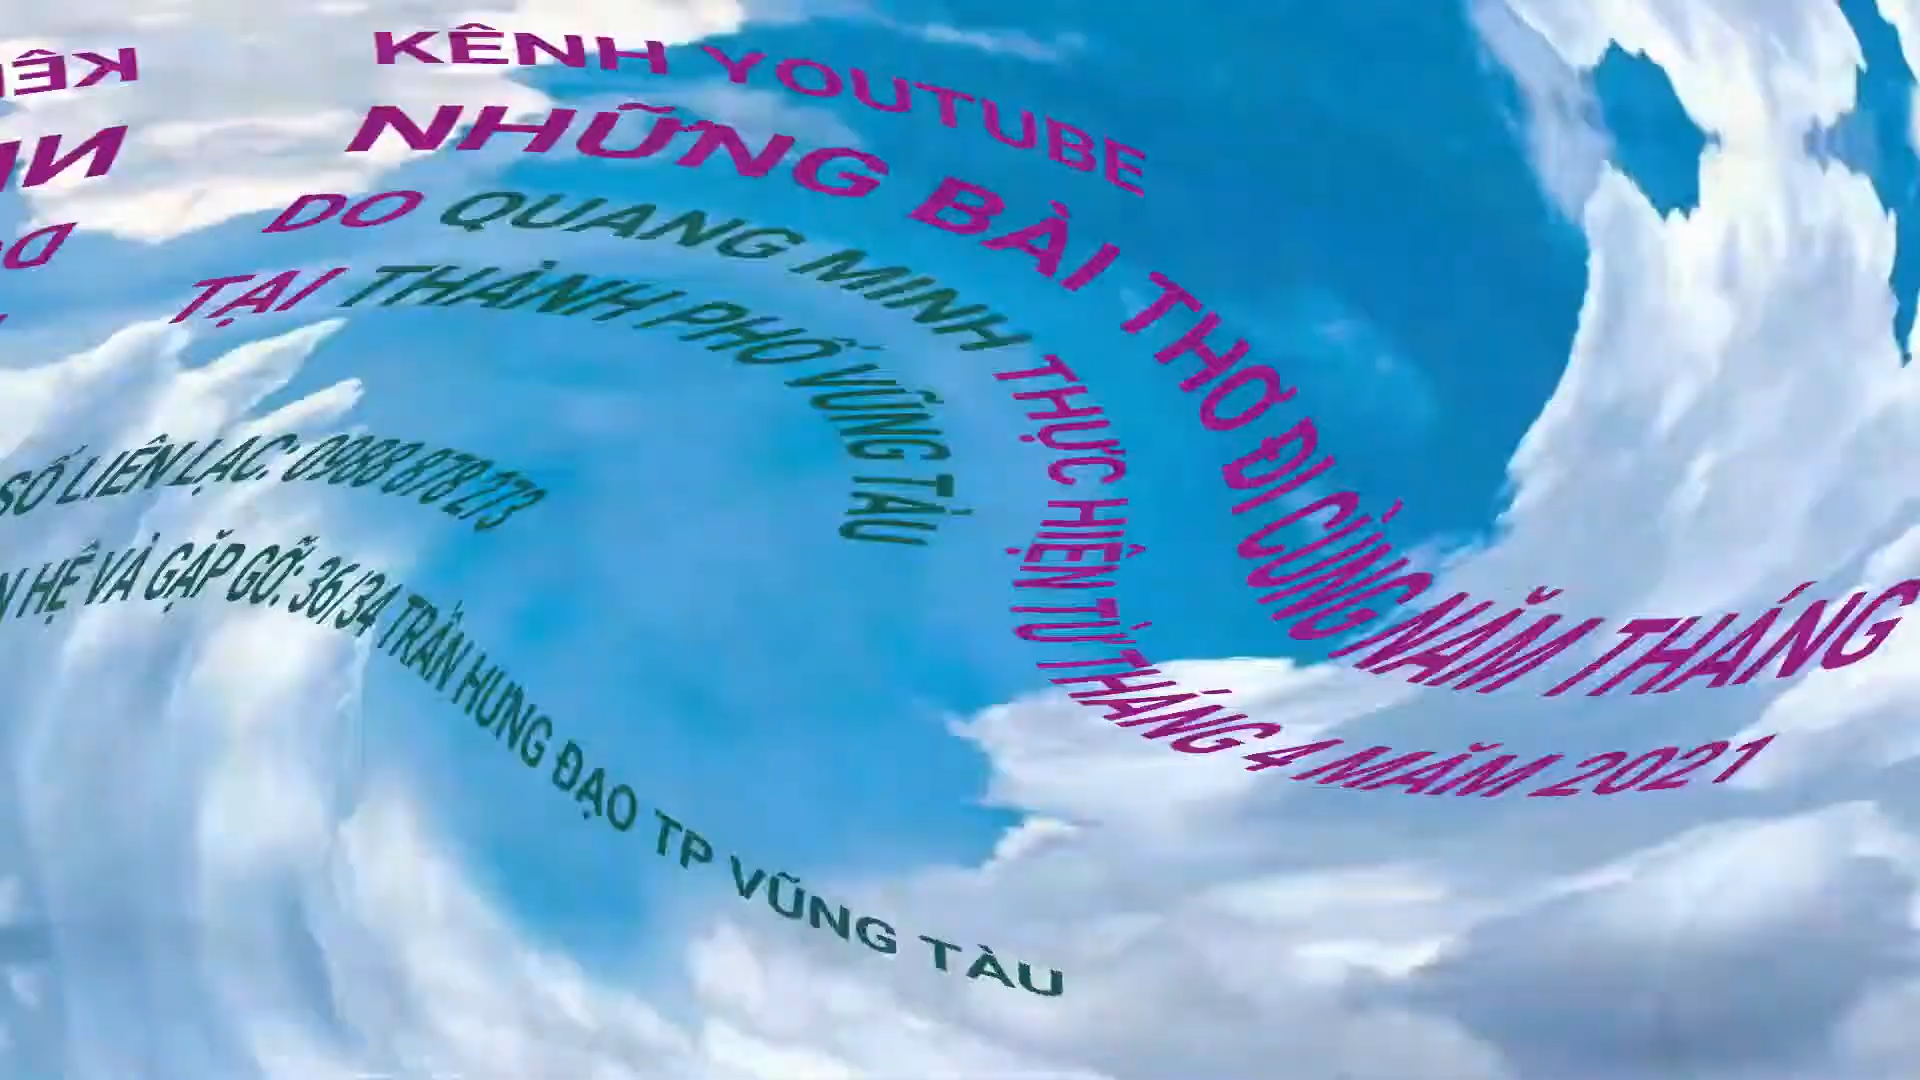 KÊNH YOUTUBE
NHỮNG BÀI THƠ ĐI CÙNG NĂM THÁNG
DO QUANG MINH THỰC HIỆN TỪ THÁNG 4 MĂM 2021
TẠI THÀNH PHỐ VŨNG TÀU
SỐ LIÊN LẠC: 0988 878 273
HỆ VÀ GẶP GỠ: 36/34 TRẦN HƯNG ĐẠO TP VŨNG TÀU